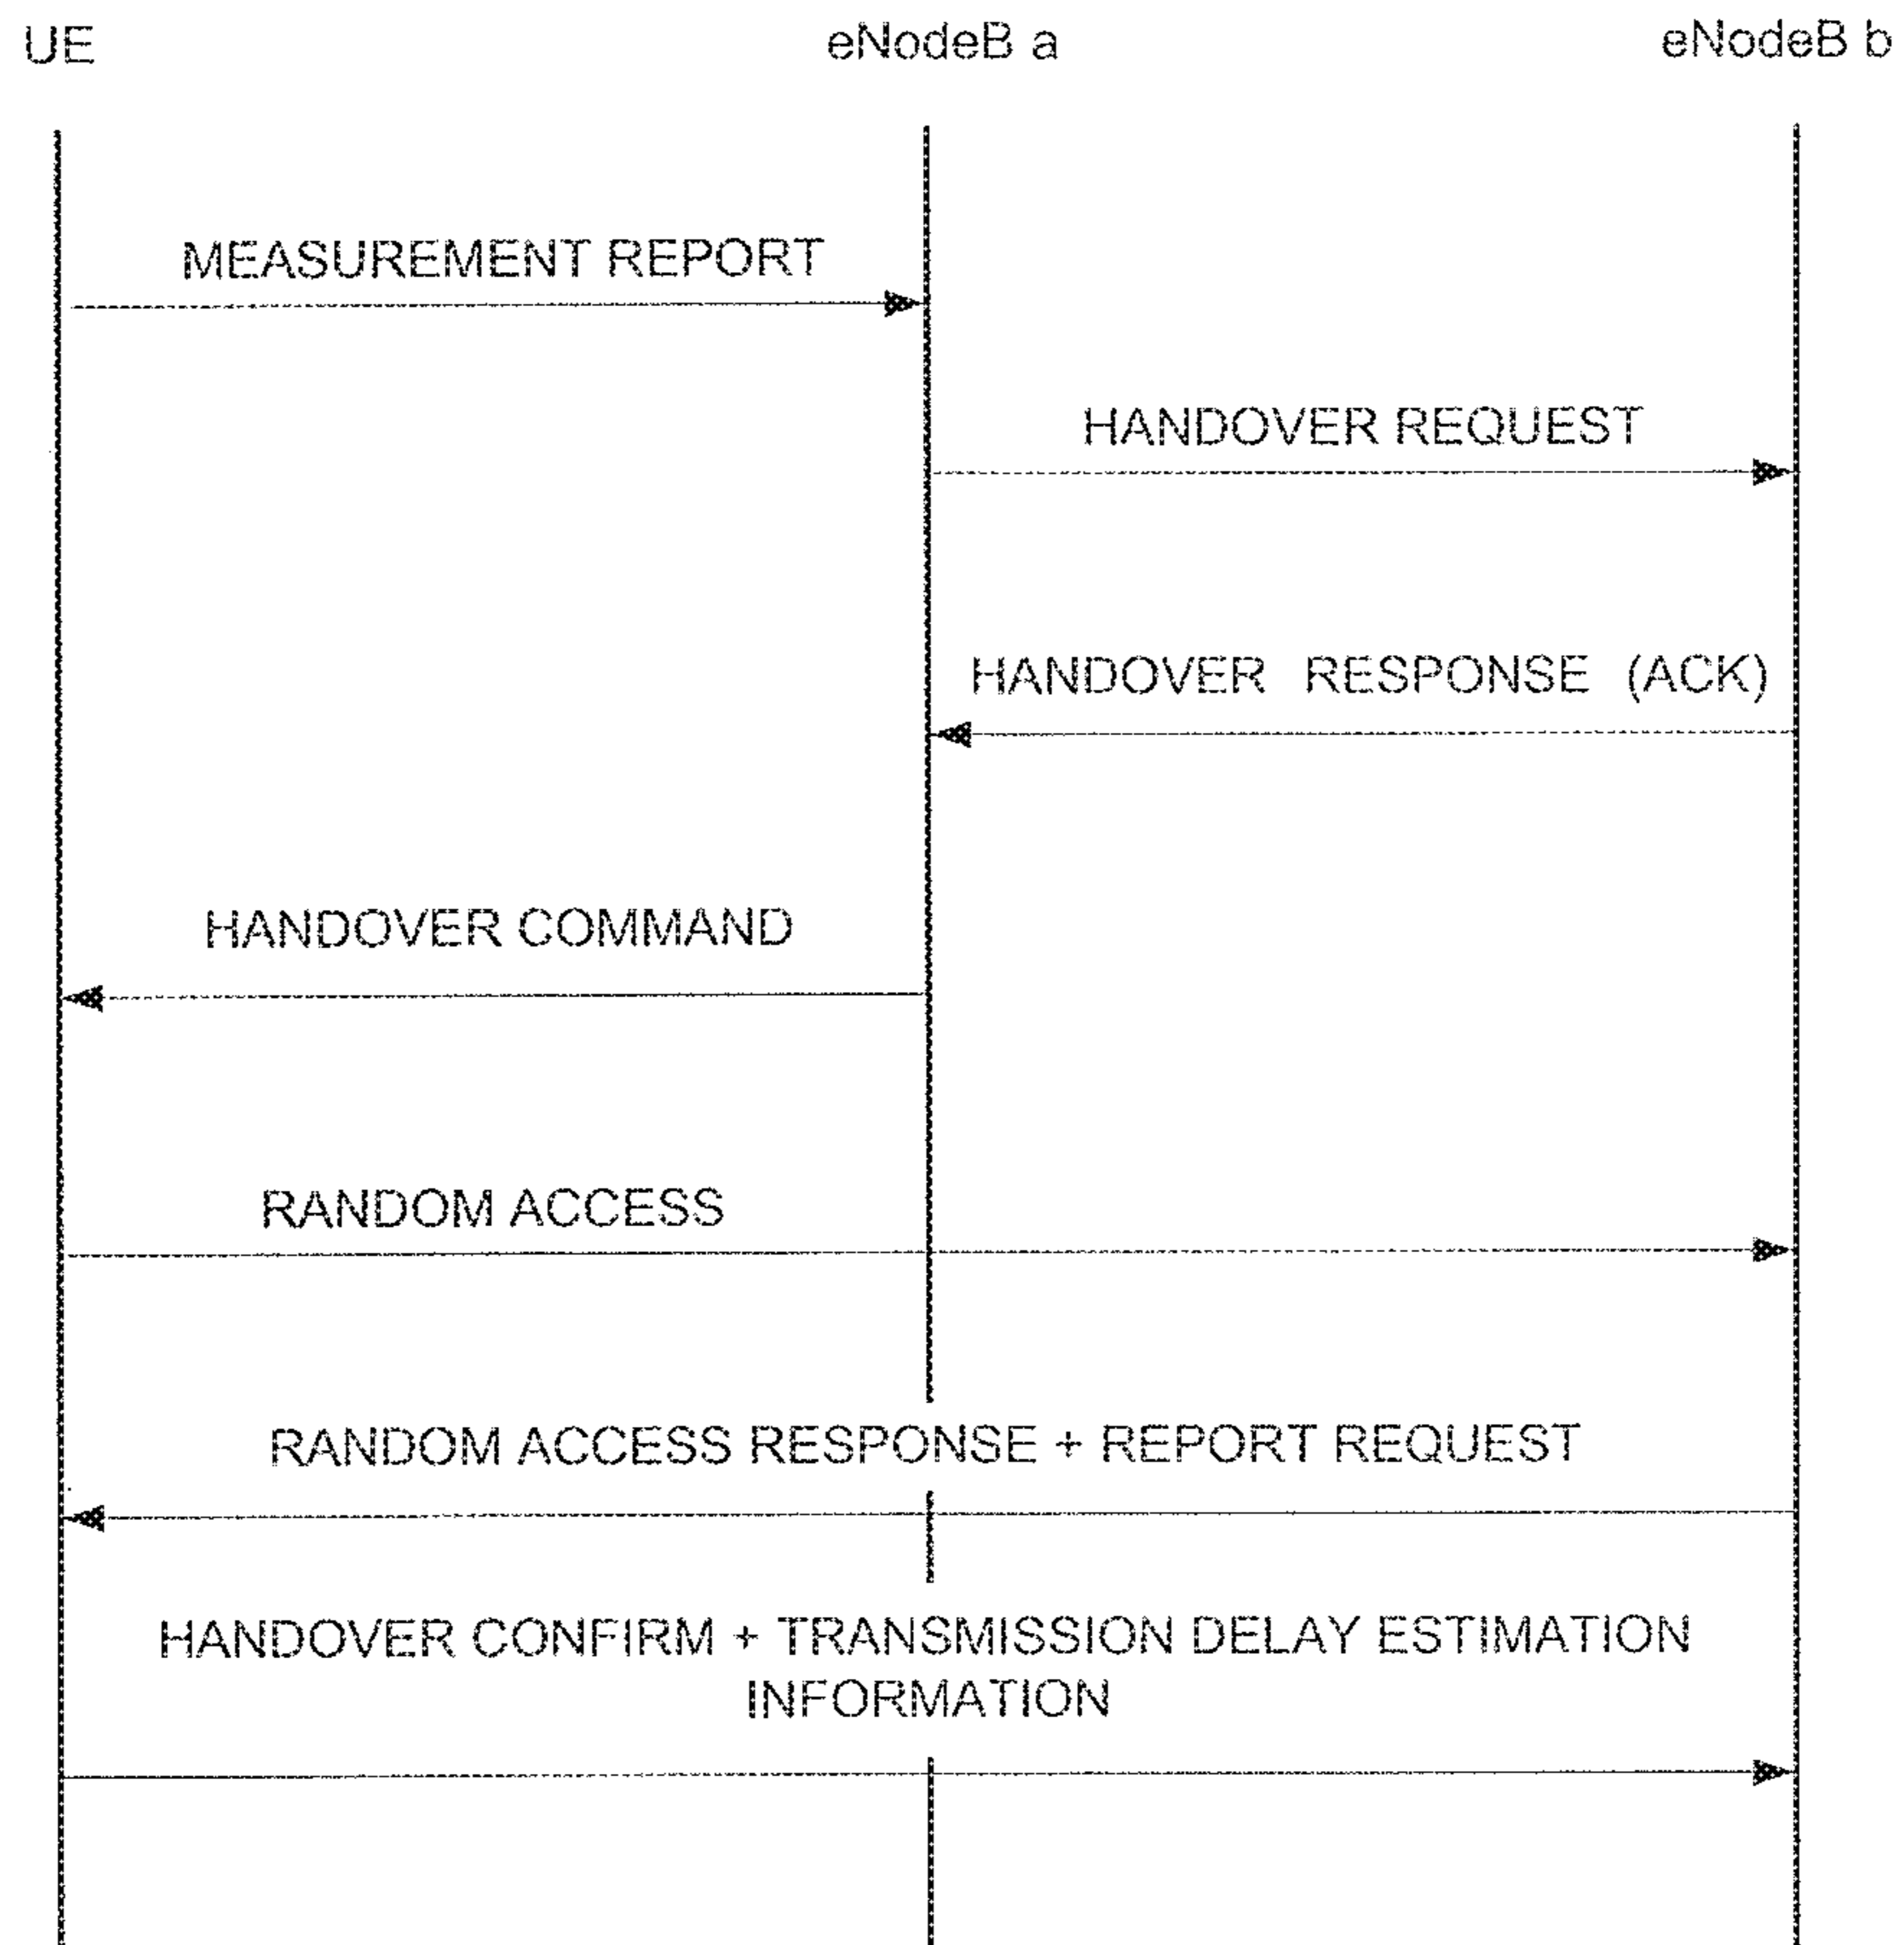 UE
eNodeB a
eNodeB b
MEASUREMENT REPORT
HANDOVER REQUEST
HANDOVER RESPONSE (ACK)
HANDOVER COMMAND
RANDOM ACCESS
RANDOM ACCESS RESPONSE + REPORT REQUEST
HANDOVER CONFIRM + TRANSMISSION DELAY ESTIMATION
INFORMATION